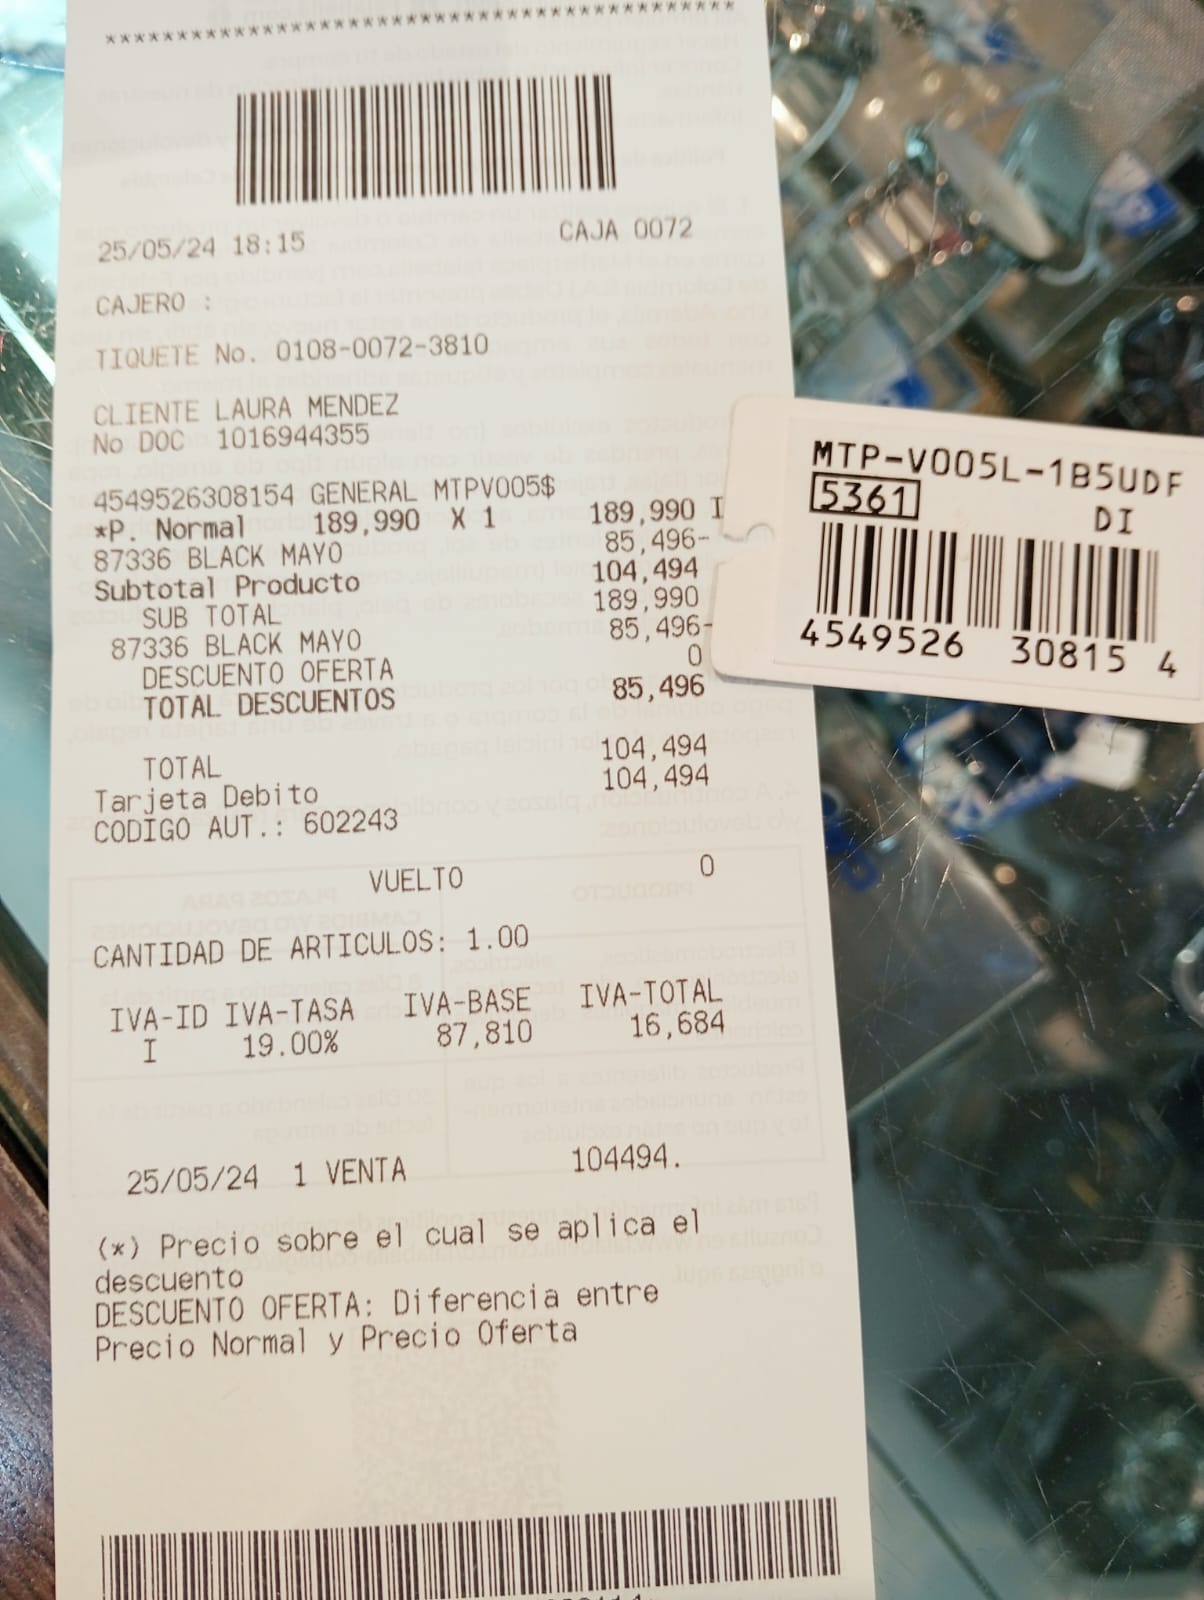 ****************************************
25/05/24 18:15 CAJA 0072
CAJERO :
TIQUETE No. 0108-0072-3810
CLIENTE LAURA MENDEZ
No DOC 1016944355
4549526308154 GENERAL MTPV005$
*P. Normal 189,990 X 1 189,990 I
87336 BLACK MAYO 85,496-
Subtotal Producto 104,494
SUB TOTAL 189,990
87336 BLACK MAYO 85,496-
DESCUENTO OFERTA 0
TOTAL DESCUENTOS 85,496
TOTAL 104,494
Tarjeta Debito 104,494
CODIGO AUT.: 602243
VUELTO 0
CANTIDAD DE ARTICULOS: 1.00
IVA-ID IVA-TASA IVA-BASE IVA-TOTAL
I 19.00% 87,810 16,684
25/05/24 1 VENTA 104494.
(*) Precio sobre el cual se aplica el
descuento
DESCUENTO OFERTA: Diferencia entre
Precio Normal y Precio Oferta
MTP-V005L-1B5UDF
5361 DI
4549526 30815 4